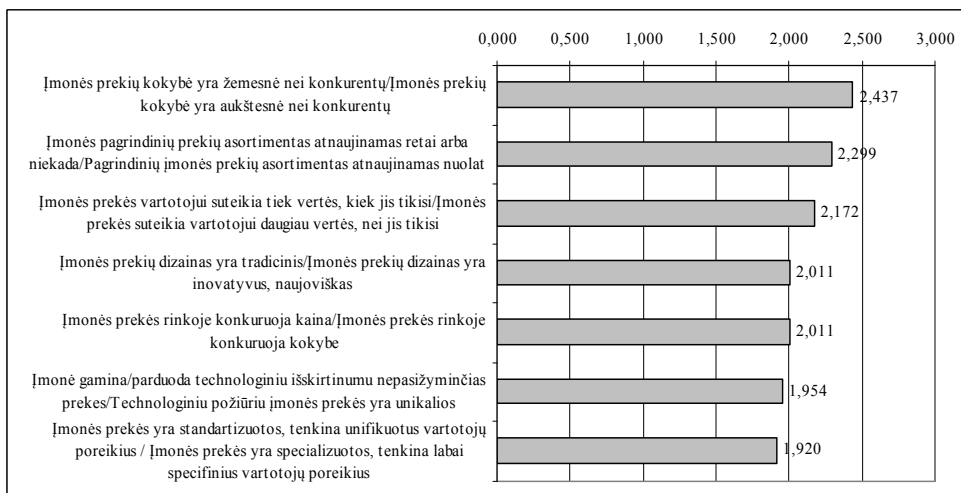 0,000 0,500 1,000 1,500 2,000 2,500 3,000
Įmonės prekių kokybė yra žemesnė nei konkurentų/Įmonės prekių
kokybė yra aukštesnė nei konkurentų
2,437
Įmonės pagrindinių prekių asortimentas atnaujinamas retai arba
niekada/Pagrindinių įmonės prekių asortimentas atnaujinamas nuolat
2,299
Įmonės prekės vartotojui suteikia tiek vertės, kiek jis tikisi/Įmonės
prekės suteikia vartotojui daugiau vertės, nei jis tikisi
2,172
Įmonės prekių dizainas yra tradicinis/Įmonės prekių dizainas yra
inovatyvus, naujoviškas
2,011
Įmonės prekės rinkoje konkuruoja kaina/Įmonės prekės rinkoje
konkuruoja kokybe
2,011
Įmonė gamina/parduoda technologiniu išskirtinumu nepasižyminčias
prekes/Technologiniu požiūriu įmonės prekės yra unikalios
1,954
Įmonės prekės yra standartizuotos, tenkina unifikuotus vartotojų
poreikius / Įmonės prekės yra specializuotos, tenkina labai
specifinius vartotojų poreikius
1,920